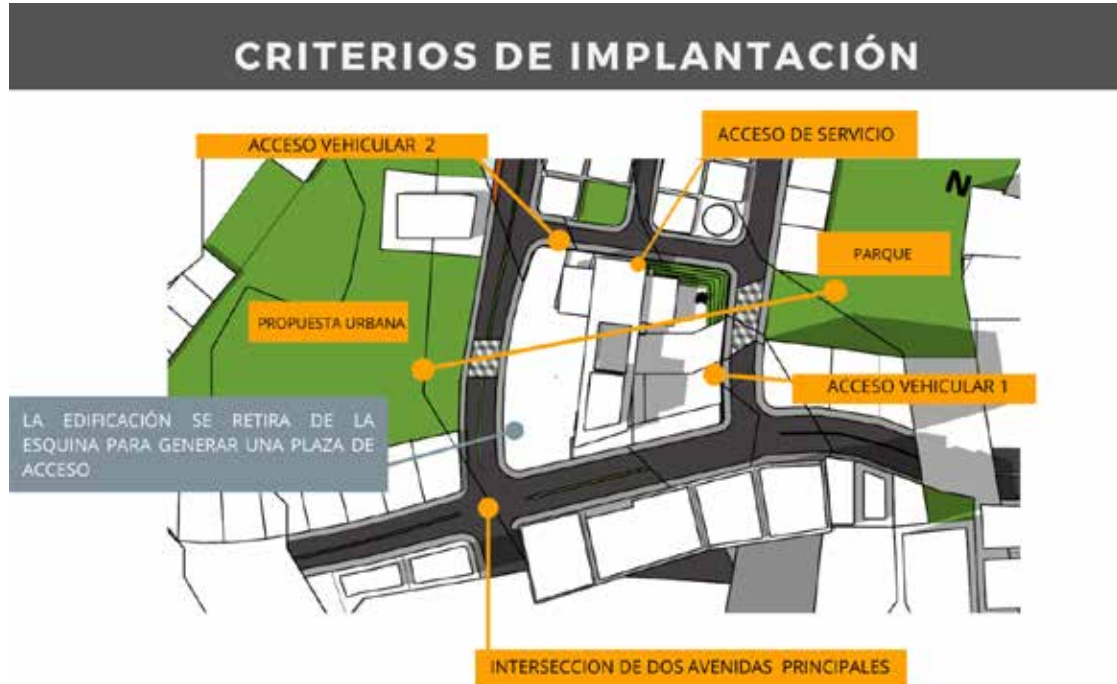 CRITERIOS DE IMPLANTACIÓN
ACCESO VEHICULAR 2
ACCESO DE SERVICIO
N
PARQUE
PROPUESTA URBANA
ACCESO VEHICULAR 1
LA EDIFICACIÓN SE RETIRA DE LA
ESQUINA PARA GENERAR UNA PLAZA DE
ACCESO
INTERSECCION DE DOS AVENIDAS PRINCIPALES